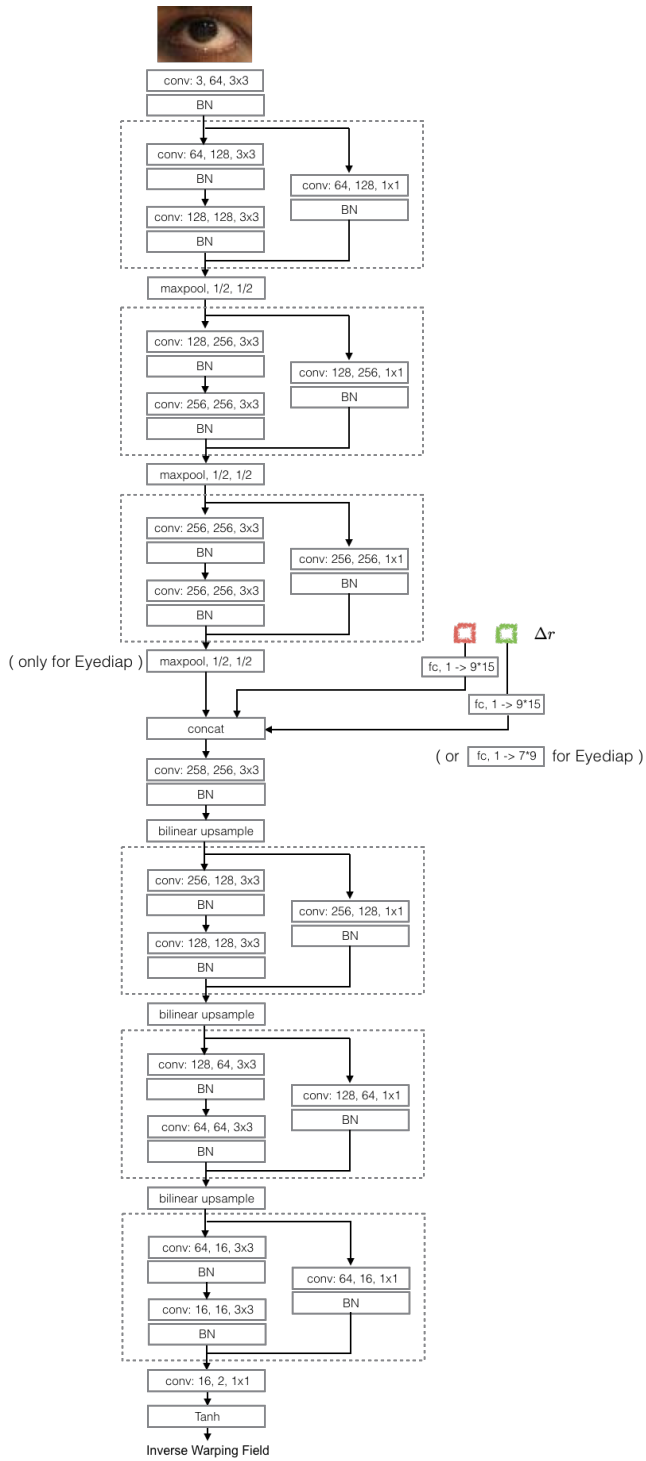 conv: 3, 64, 3x3
BN
conv: 64, 128, 3x3
BN
conv: 128, 128, 3x3
BN
conv: 64, 128, 1x1
BN
maxpool, 1/2, 1/2
conv: 128, 256, 3x3
BN
conv: 256, 256, 3x3
BN
conv: 128, 256, 1x1
BN
maxpool, 1/2, 1/2
conv: 256, 256, 3x3
BN
conv: 256, 256, 3x3
BN
conv: 256, 256, 1x1
BN
Δr
( only for Eyediap ) maxpool, 1/2, 1/2
fc, 1 -> 9*15
fc, 1 -> 9*15
concat
( or fc, 1 -> 7*9 for Eyediap )
conv: 258, 256, 3x3
BN
bilinear upsample
conv: 256, 128, 3x3
BN
conv: 128, 128, 3x3
BN
conv: 256, 128, 1x1
BN
bilinear upsample
conv: 128, 64, 3x3
BN
conv: 64, 64, 3x3
BN
conv: 128, 64, 1x1
BN
bilinear upsample
conv: 64, 16, 3x3
BN
conv: 16, 16, 3x3
BN
conv: 64, 16, 1x1
BN
conv: 16, 2, 1x1
Tanh
Inverse Warping Field